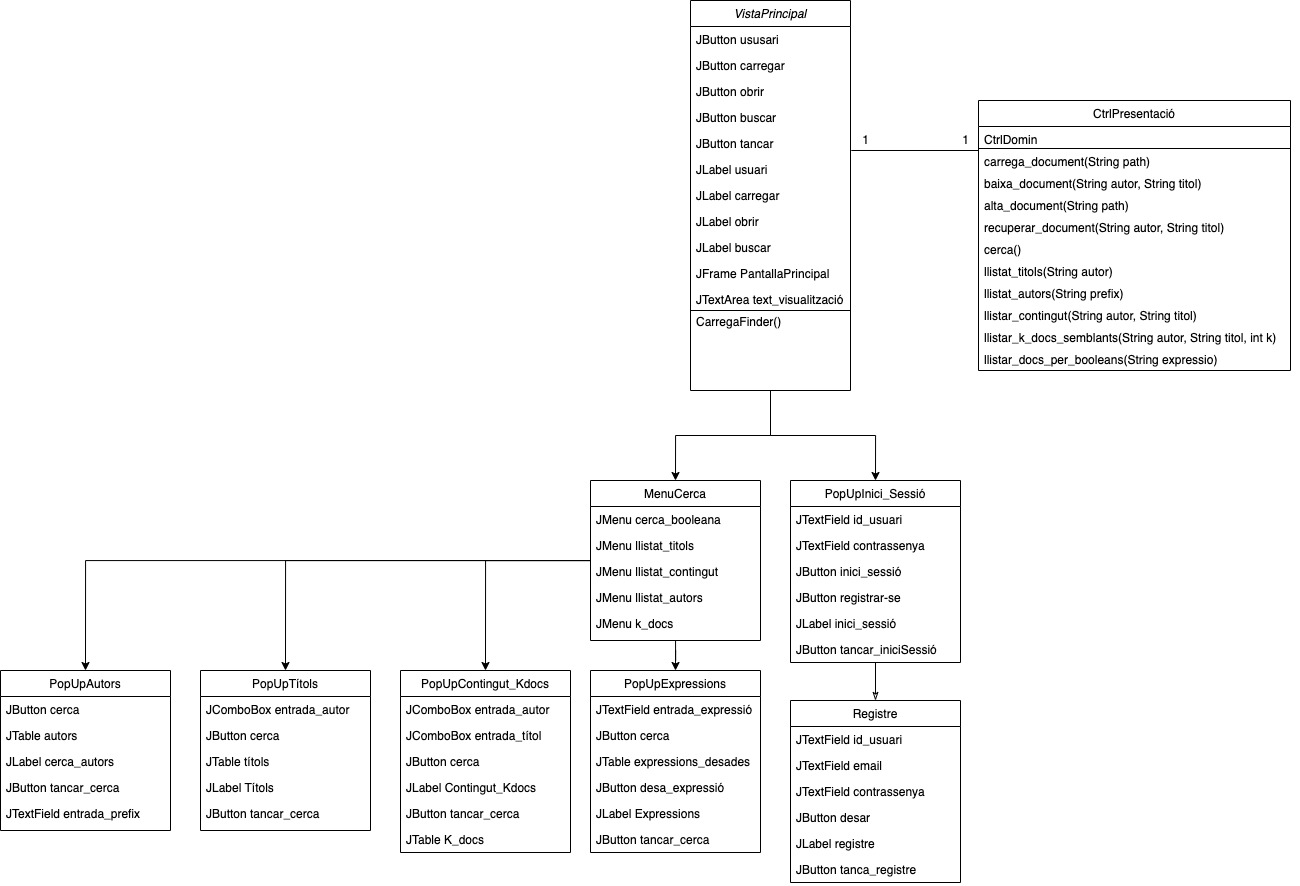 VistaPrincipal
JButton ususari
JButton carregar
JButton obrir
JButton buscar
JButton tancar
JLabel usuari
JLabel carregar
JLabel obrir
JLabel buscar
JFrame PantallaPrincipal
JTextArea text_visualització
CarregaFinder()
1
1
CtrlPresentació
CtrlDomin
carrega_document(String path)
baixa_document(String autor, String titol)
alta_document(String path)
recuperar_document(String autor, String titol)
cerca()
llistat_titols(String autor)
llistat_autors(String prefix)
llistar_contingut(String autor, String titol)
llistar_k_docs_semblants(String autor, String titol, int k)
llistar_docs_per_booleans(String expressio)
MenuCerca
JMenu cerca_booleana
JMenu llistat_titols
JMenu llistat_contingut
JMenu llistat_autors
JMenu k_docs
PopUpInici_Sessió
JTextField id_usuari
JTextField contrassenya
JButton inici_sessió
JButton registrar-se
JLabel inici_sessió
JButton tancar_iniciSessió
PopUpAutors
JButton cerca
JTable autors
JLabel cerca_autors
JButton tancar_cerca
JTextField entrada_prefix
PopUpTítols
JComboBox entrada_autor
JButton cerca
JTable títols
JLabel Títols
JButton tancar_cerca
PopUpContingut_Kdocs
JComboBox entrada_autor
JComboBox entrada_títol
JButton cerca
JLabel Contingut_Kdocs
JButton tancar_cerca
JTable K_docs
PopUpExpressions
JTextField entrada_expressió
JButton cerca
JTable expressions_desades
JButton desa_expressió
JLabel Expressions
JButton tancar_cerca
Registre
JTextField id_usuari
JTextField email
JTextField contrassenya
JButton desar
JLabel registre
JButton tanca_registre